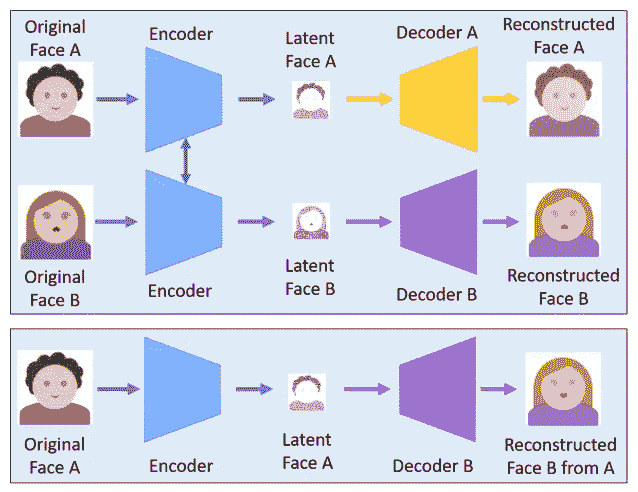 Original
Face A
Encoder
Latent
Face A
Decoder A
Reconstructed
Face A
Original
Face B
Encoder
Latent
Face B
Decoder B
Reconstructed
Face B
Original
Face A
Encoder
Latent
Face A
Decoder B
Reconstructed
Face B from A